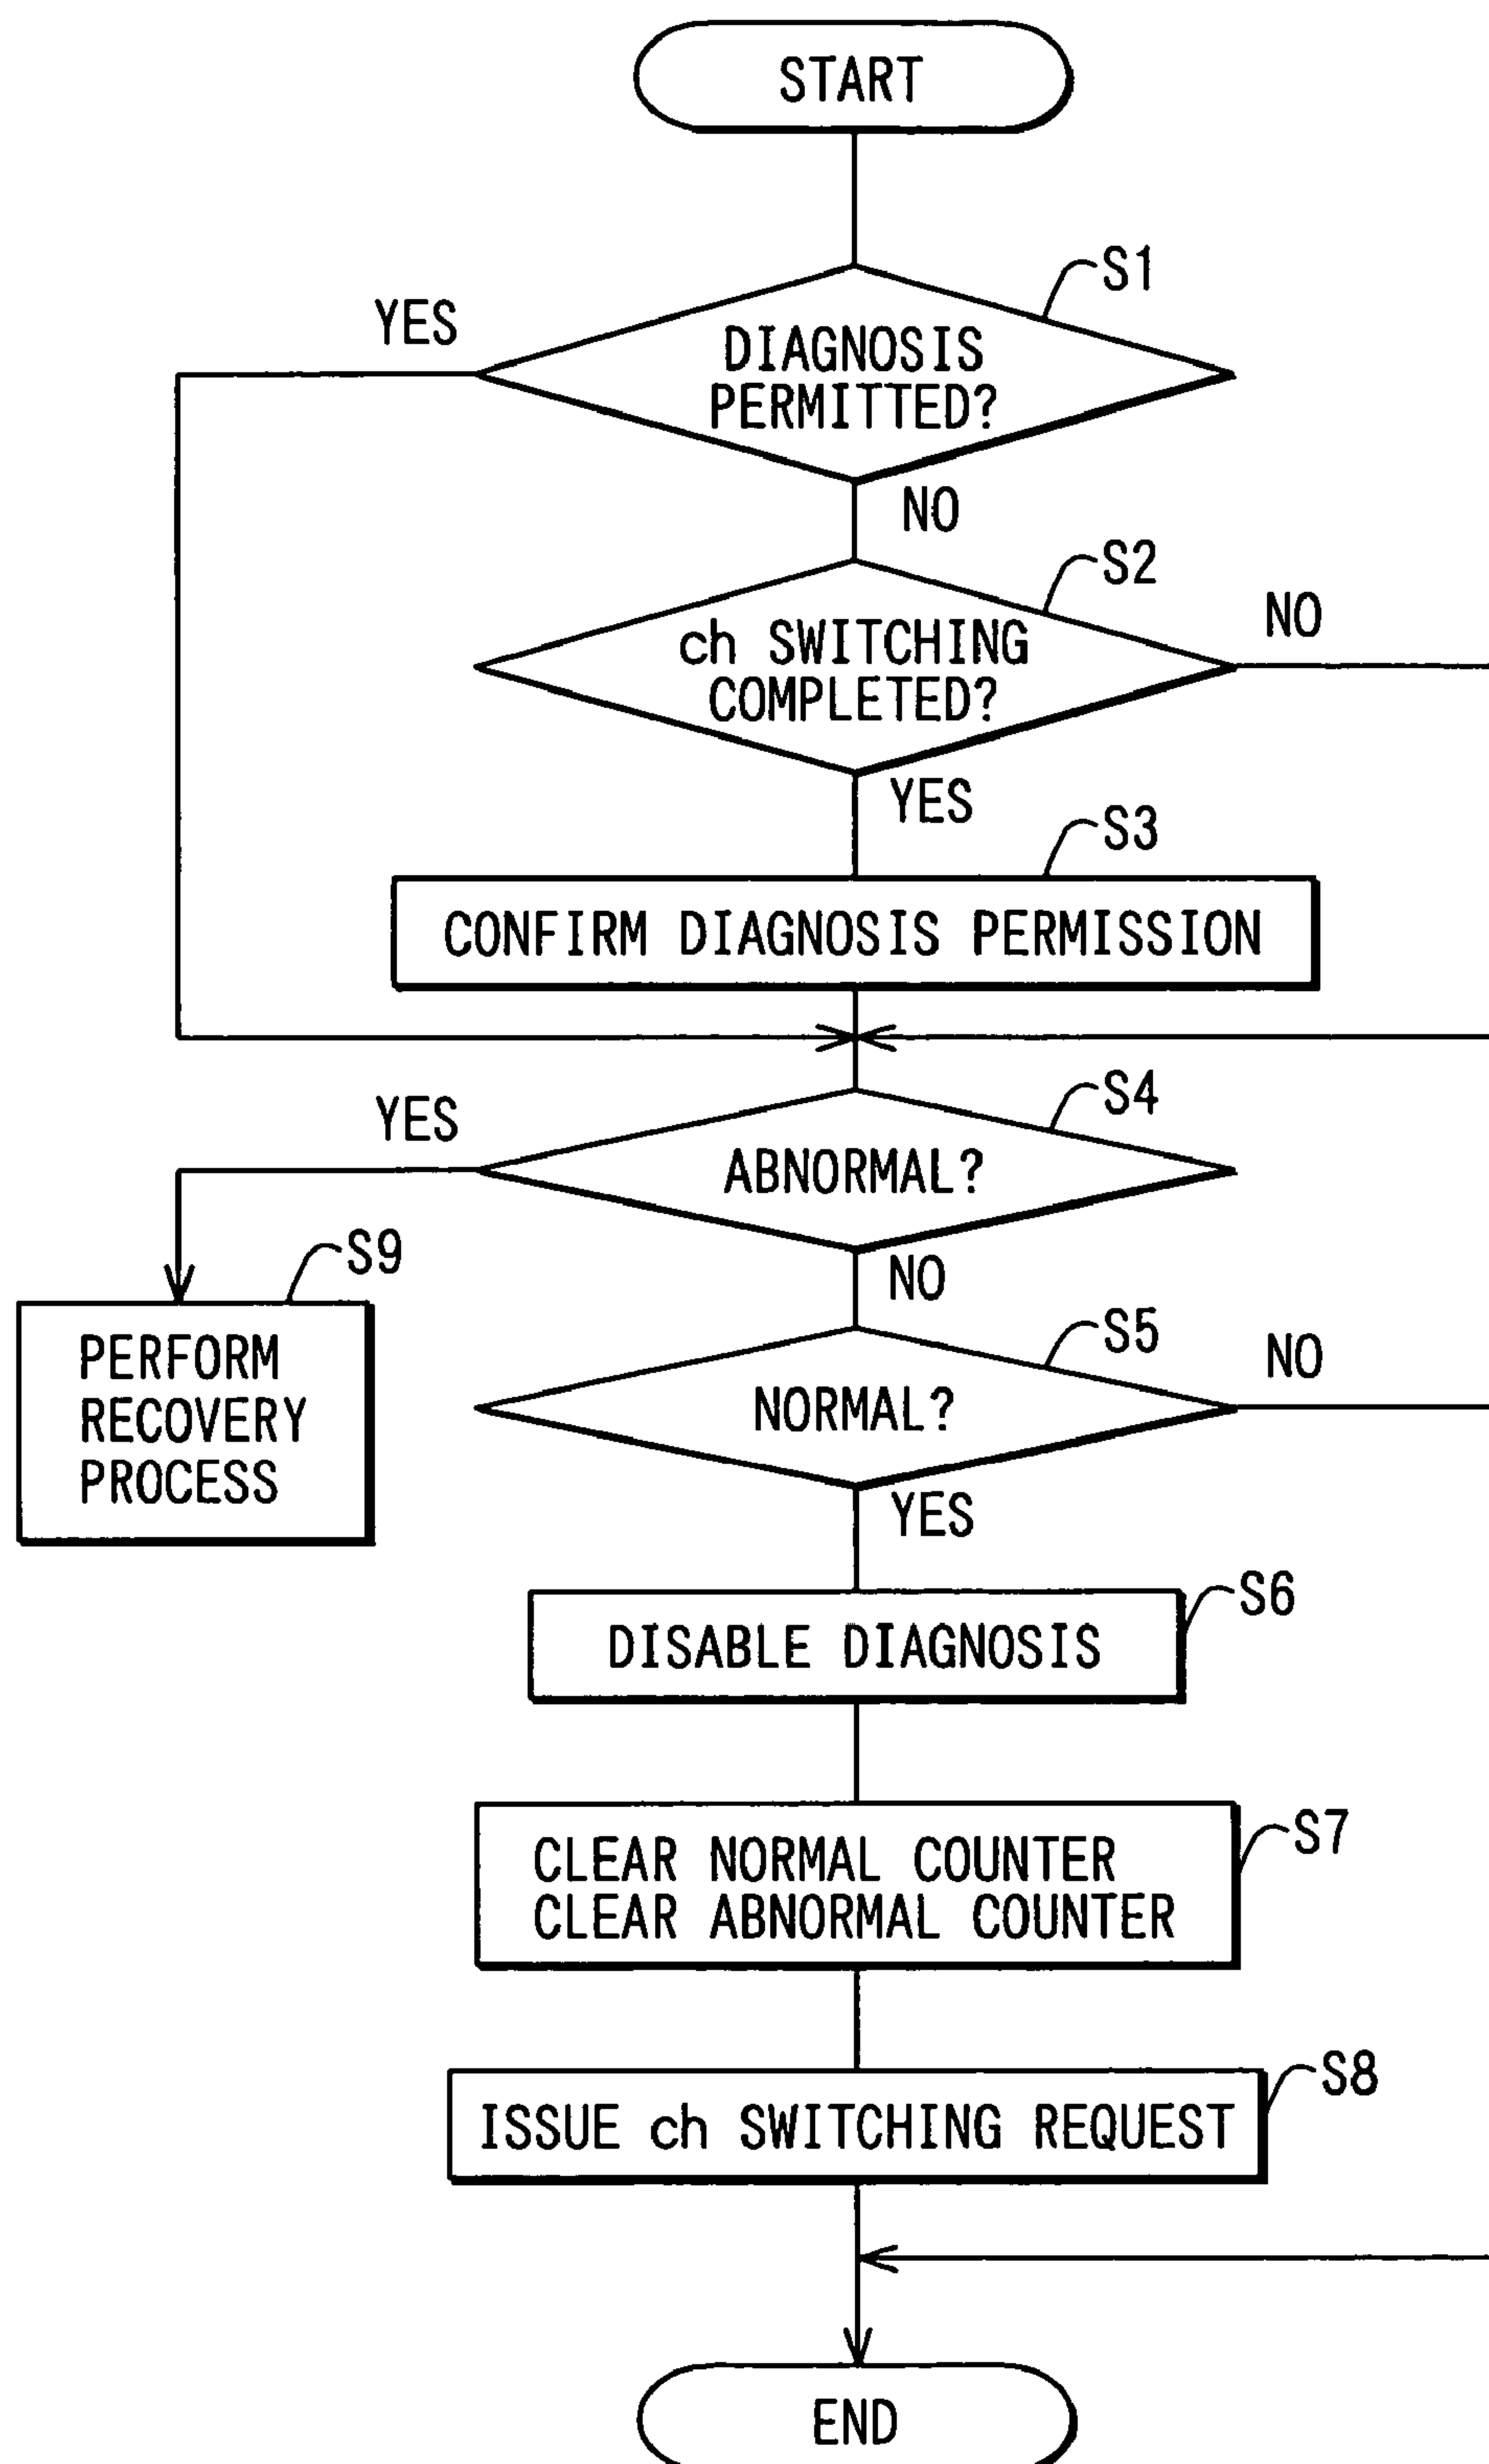 START
S1
YES
DIAGNOSIS
PERMITTED?
NO
S2
NO
ch SWITCHING
COMPLETED?
YES
S3
CONFIRM DIAGNOSIS PERMISSION
S4
YES
ABNORMAL?
NO
S9
PERFORM
RECOVERY
PROCESS
S5
NO
NORMAL?
YES
S6
DISABLE DIAGNOSIS
S7
CLEAR NORMAL COUNTER
CLEAR ABNORMAL COUNTER
S8
ISSUE ch SWITCHING REQUEST
END